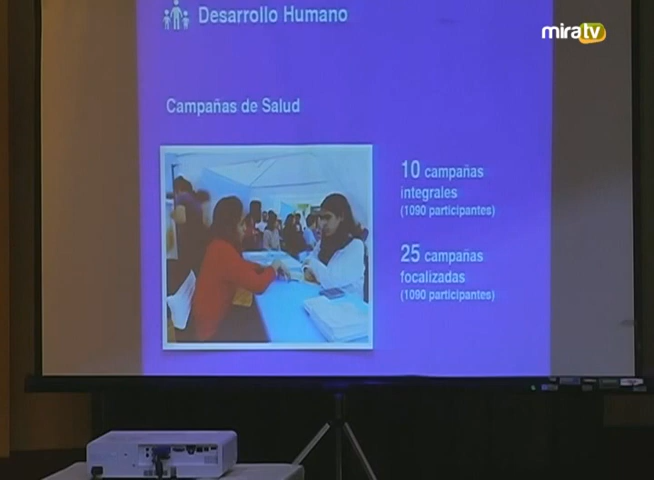 miratv
Desarrollo Humano
Campañas de Salud
10 campañas
integrales
(1090 participantes)
25 campañas
focalizadas
(1090 participantes)